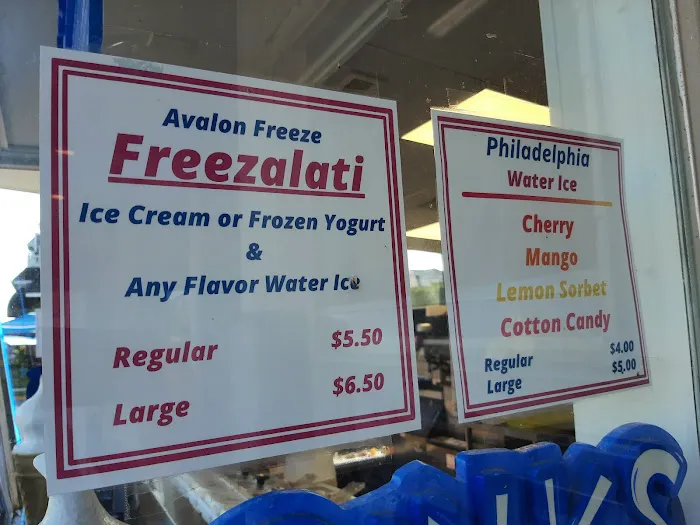 Avalon Freeze
Freezalati
Ice Cream or Frozen Yogurt
&
Any Flavor Water Ice
Regular $5.50
Large $6.50
Philadelphia
Water Ice
Cherry
Mango
Lemon Sorbet
Cotton Candy
Regular $4.00
Large $5.00